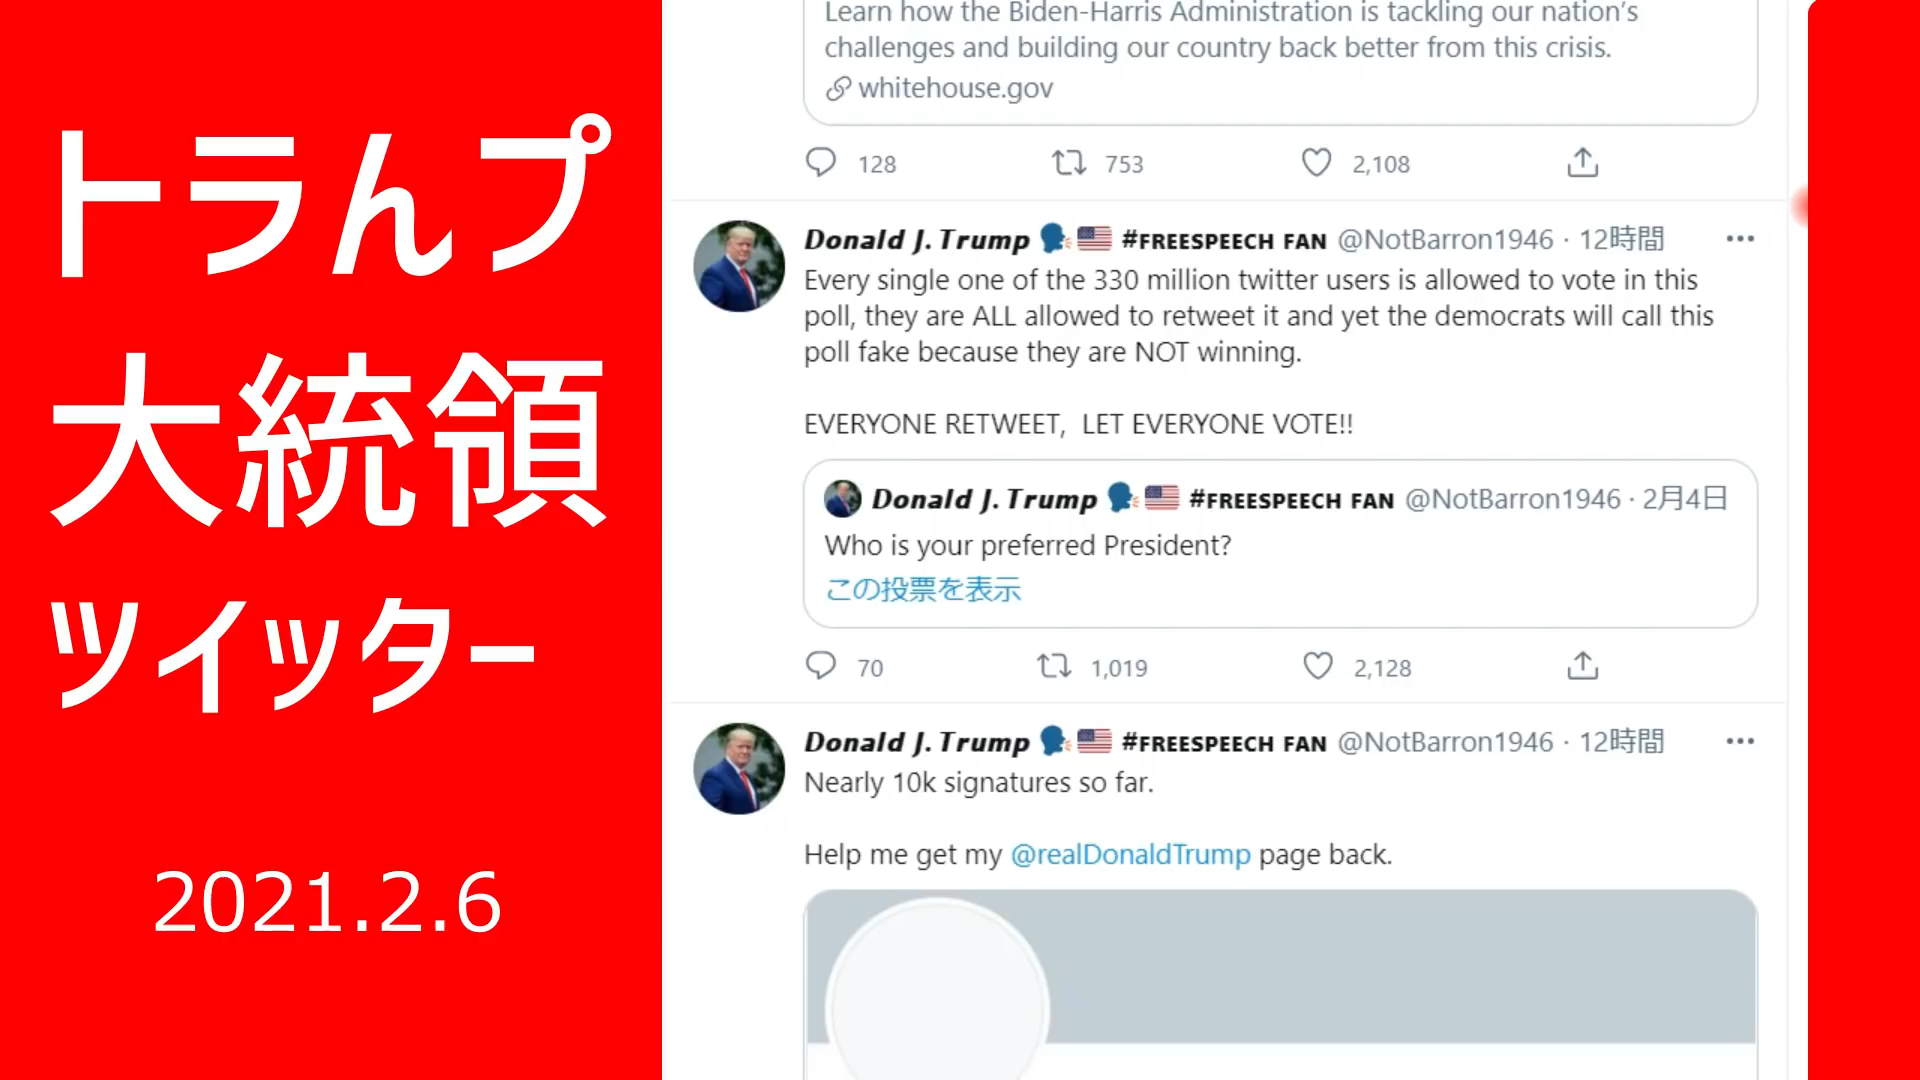 トラんプ
大統領
ツイッター
2021.2.6
Learn how the Biden-Harris Administration is tackling our nation's
challenges and building our country back better from this crisis.
whitehouse.gov
128 753 2,108
Donald J. Trump 🗣️🇺🇸 #FREESPEECH FAN @NotBarron1946 · 12時間
Every single one of the 330 million twitter users is allowed to vote in this
poll, they are ALL allowed to retweet it and yet the democrats will call this
poll fake because they are NOT winning.
EVERYONE RETWEET, LET EVERYONE VOTE!!
Donald J. Trump 🗣️🇺🇸 #FREESPEECH FAN @NotBarron1946 · 2月4日
Who is your preferred President?
この投票を表示
70 1,019 2,128
Donald J. Trump 🗣️🇺🇸 #FREESPEECH FAN @NotBarron1946 · 12時間
Nearly 10k signatures so far.
Help me get my @realDonaldTrump page back.